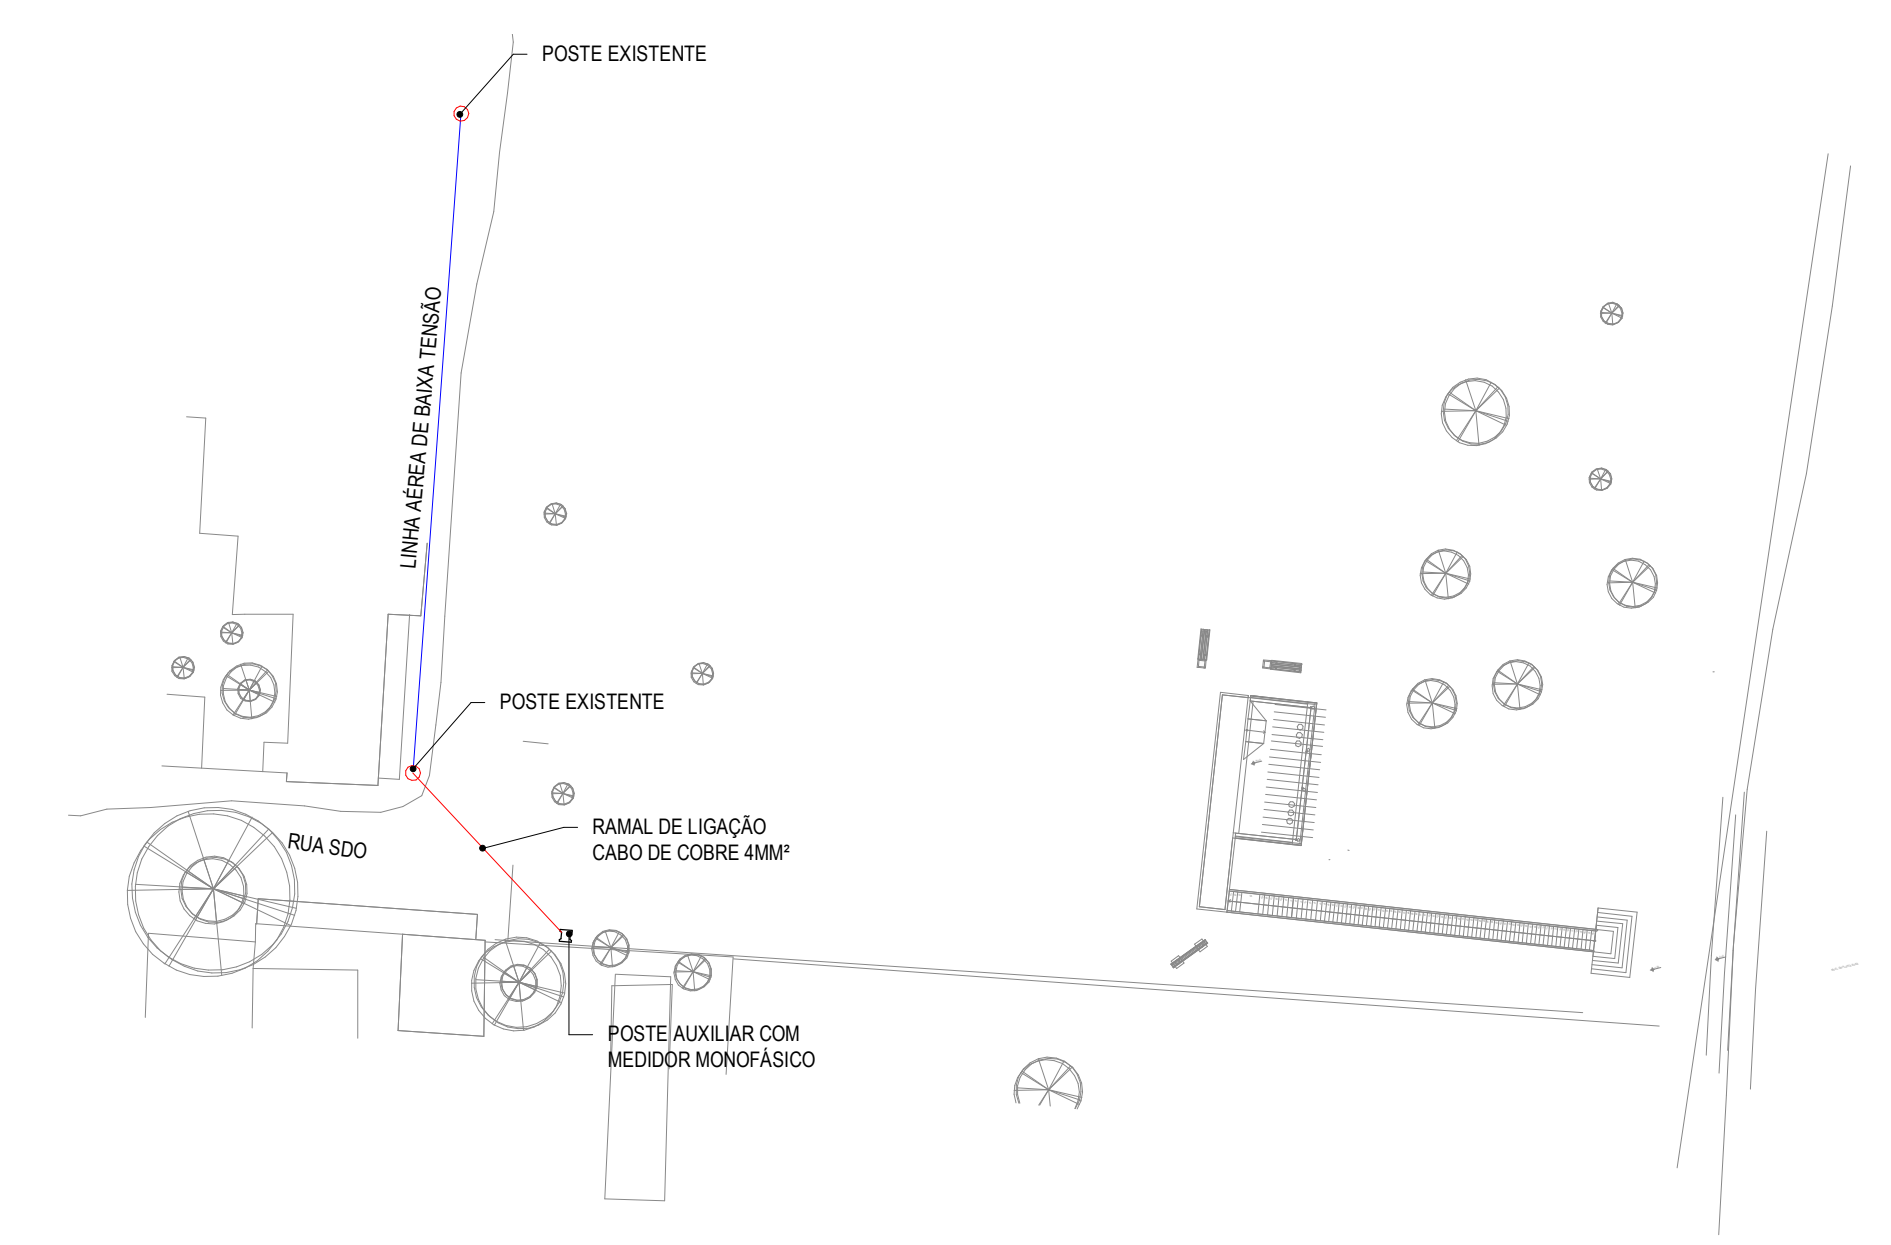 POSTE EXISTENTE
LINHA AÉREA DE BAIXA TENSÃO
POSTE EXISTENTE
RAMAL DE LIGAÇÃO
CABO DE COBRE 4MM²
RUA SDO
POSTE AUXILIAR COM
MEDIDOR MONOFÁSICO